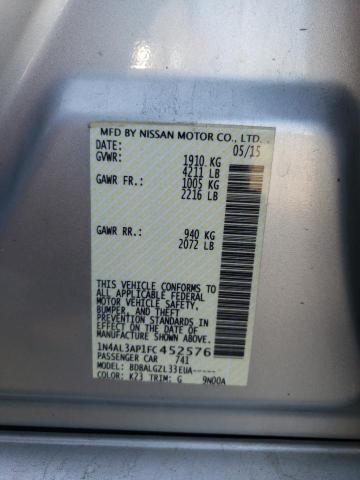 MFD BY NISSAN MOTOR CO., LTD.
DATE: 05/15
GVWR: 1910 KG
4211 LB
GAWR FR.: 1005 KG
2216 LB
GAWR RR.: 940 KG
2072 LB
THIS VEHICLE CONFORMS TO
ALL APPLICABLE FEDERAL
MOTOR VEHICLE SAFETY,
BUMPER, AND THEFT
PREVENTION STANDARDS
IN EFFECT ON THE DATE OF
MANUFACTURE SHOWN ABOVE.
1N4AL3AP1FC452576
PASSENGER CAR 741
MODEL: BDBALGZL33EUA-----
COLOR: K23 TRIM: G 9N00A